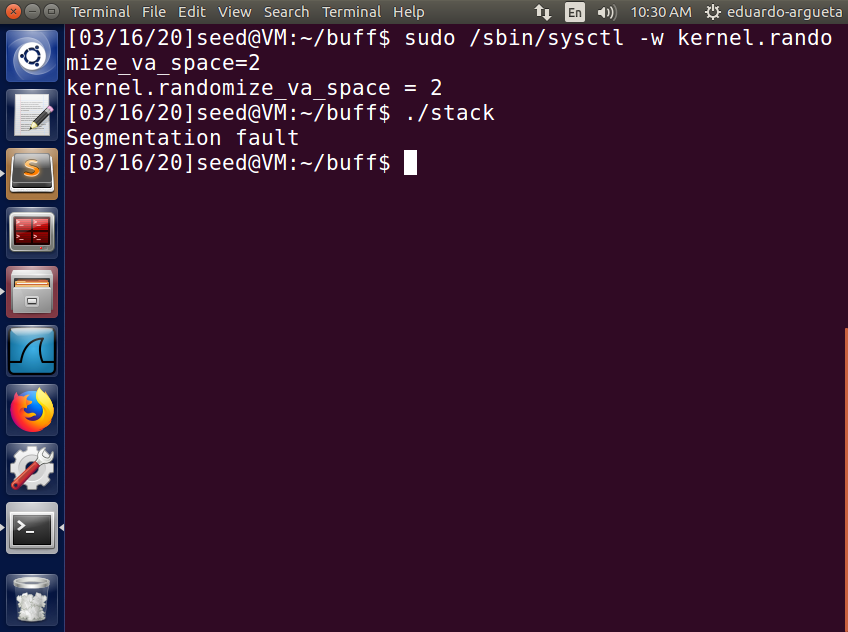 Terminal File Edit View Search Terminal Help En 10:30 AM eduardo-argueta
[03/16/20]seed@VM:~/buff$ sudo /sbin/sysctl -w kernel.rando
mize_va_space=2
kernel.randomize_va_space = 2
[03/16/20]seed@VM:~/buff$ ./stack
Segmentation fault
[03/16/20]seed@VM:~/buff$